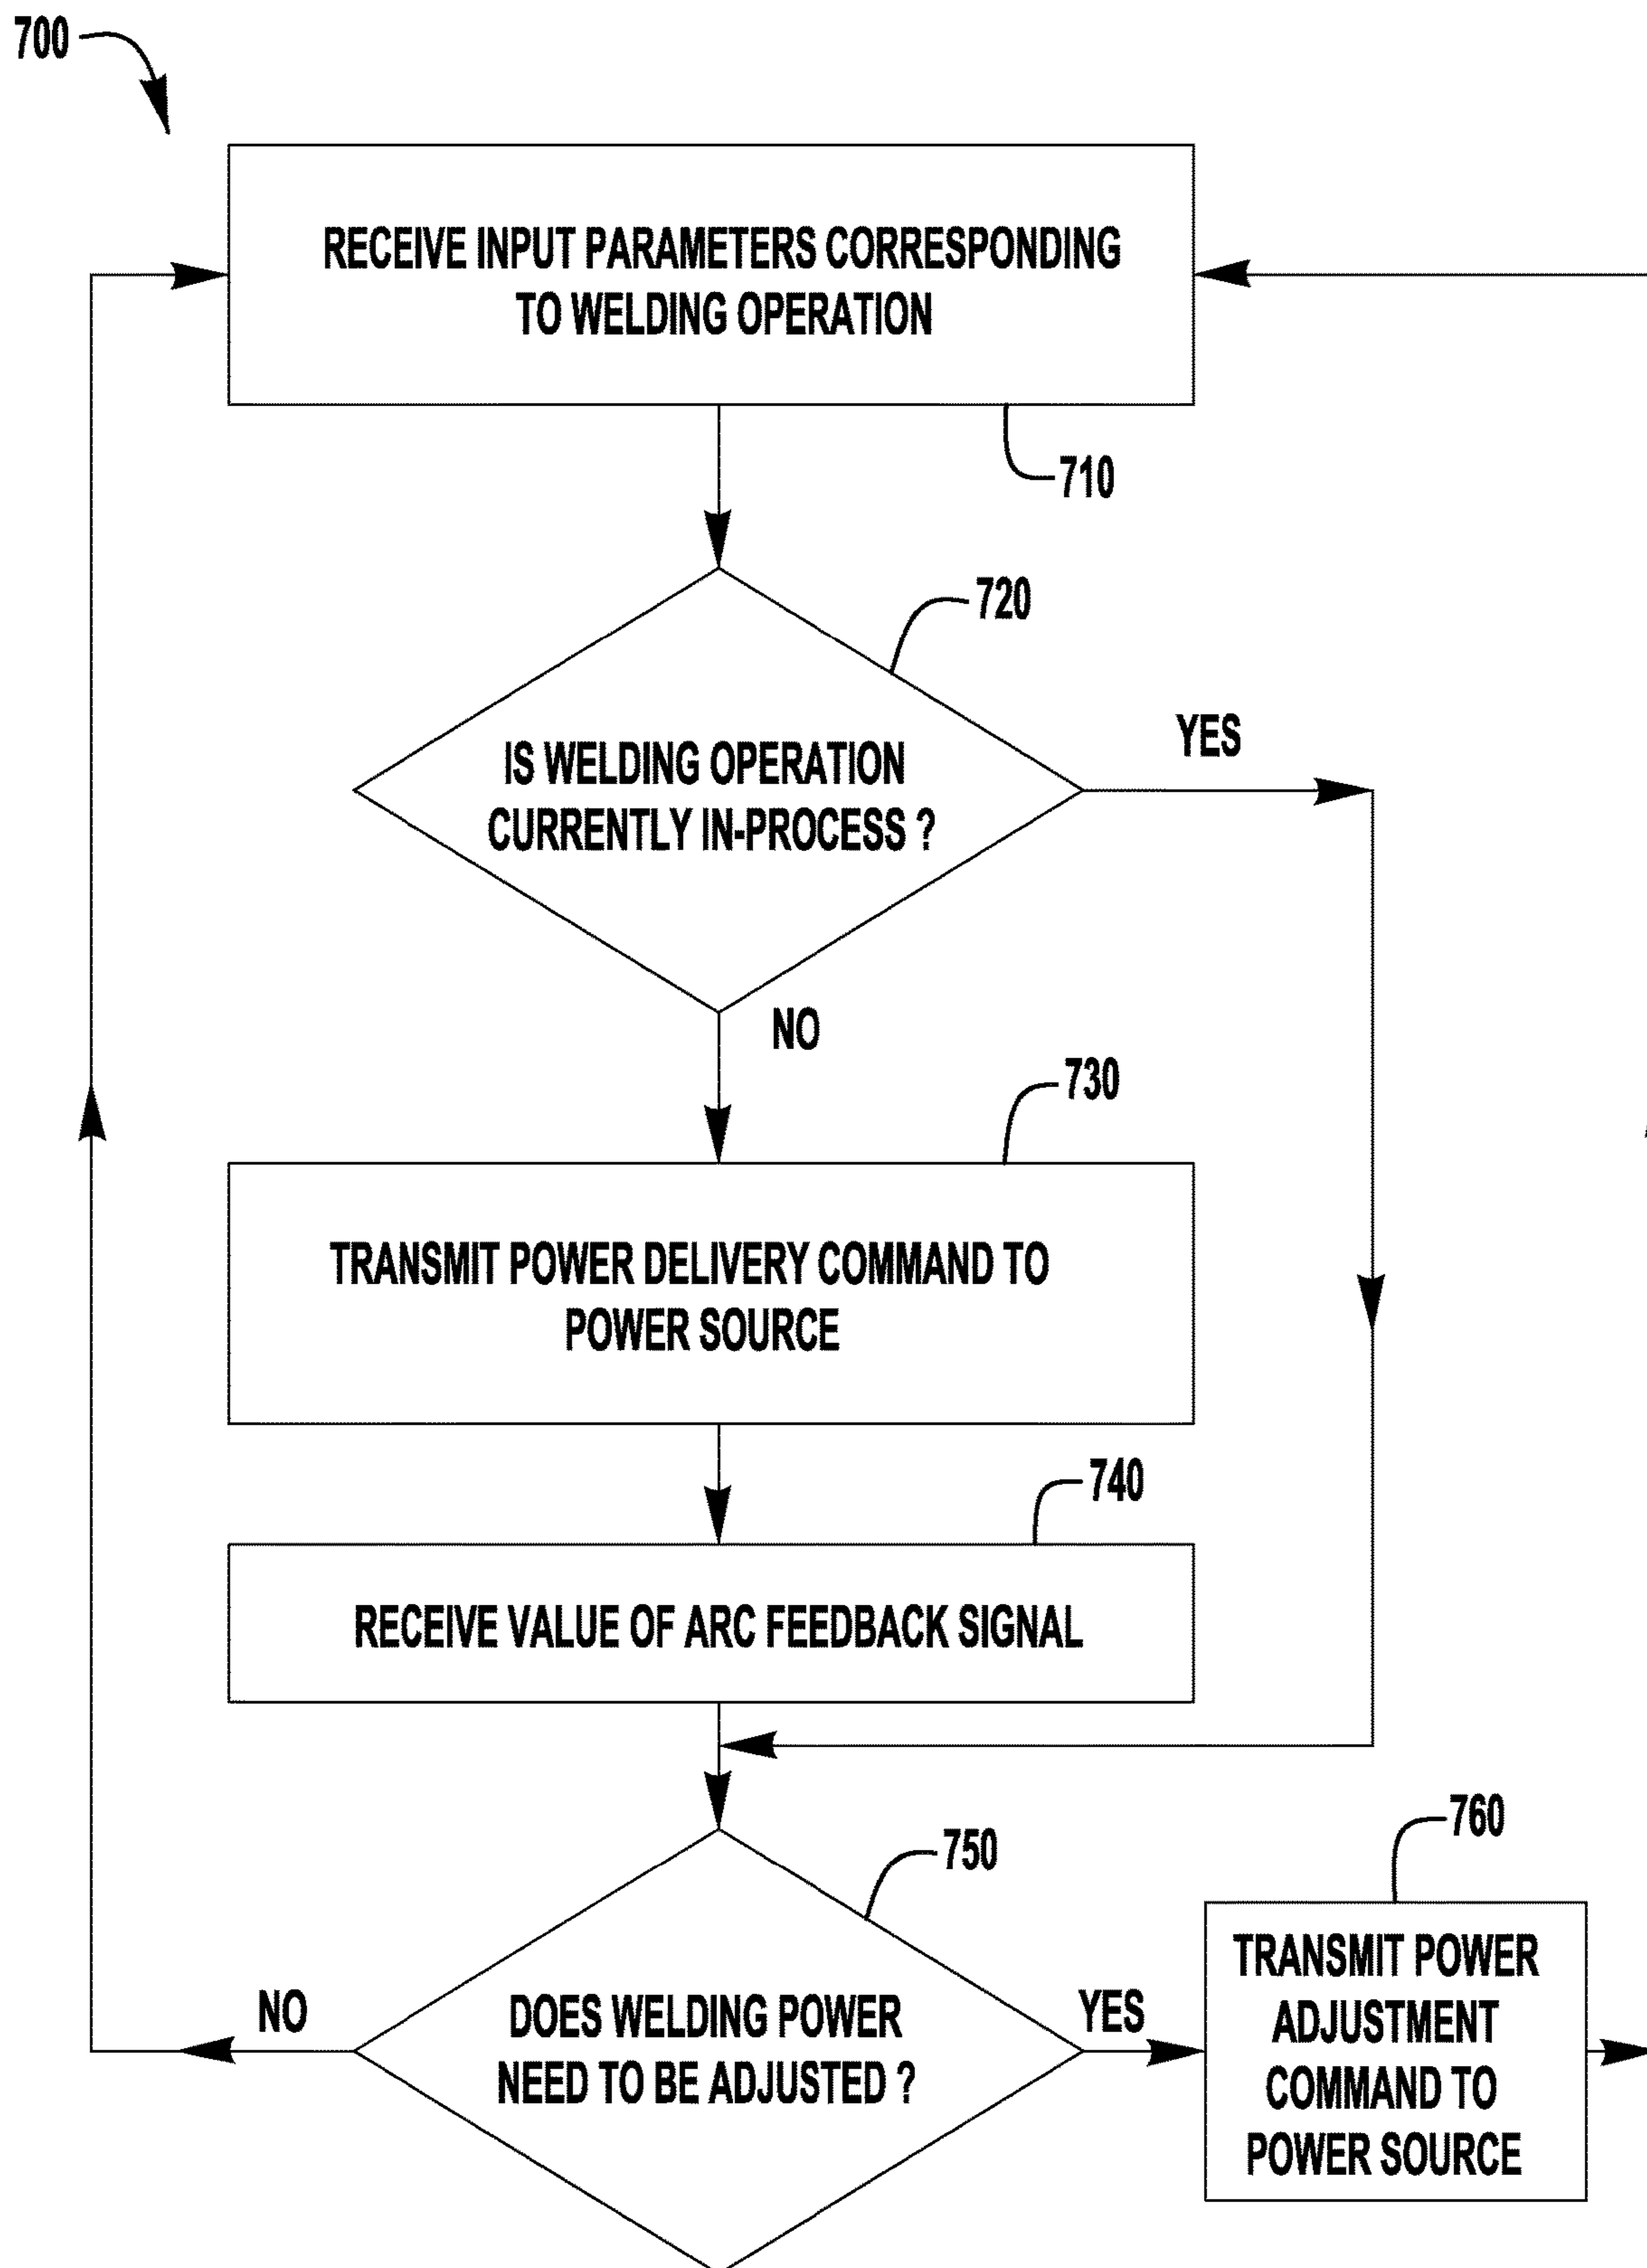 700
RECEIVE INPUT PARAMETERS CORRESPONDING
TO WELDING OPERATION
710
720
IS WELDING OPERATION
CURRENTLY IN-PROCESS ?
YES
NO
730
TRANSMIT POWER DELIVERY COMMAND TO
POWER SOURCE
740
RECEIVE VALUE OF ARC FEEDBACK SIGNAL
750
DOES WELDING POWER
NEED TO BE ADJUSTED ?
NO
YES
760
TRANSMIT POWER
ADJUSTMENT
COMMAND TO
POWER SOURCE